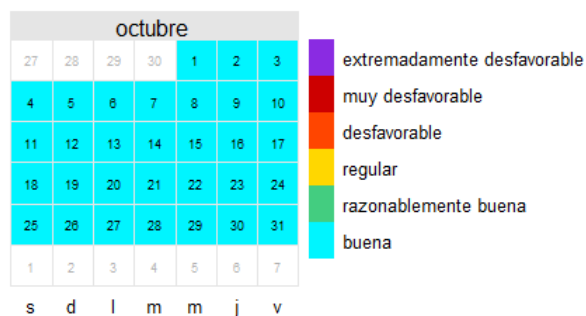 octubre
27 28 29 30 1 2 3
4 5 6 7 8 9 10
11 12 13 14 15 16 17
18 19 20 21 22 23 24
25 26 27 28 29 30 31
1 2 3 4 5 6 7
s d l m m j v
extremadamente desfavorable
muy desfavorable
desfavorable
regular
razonablemente buena
buena